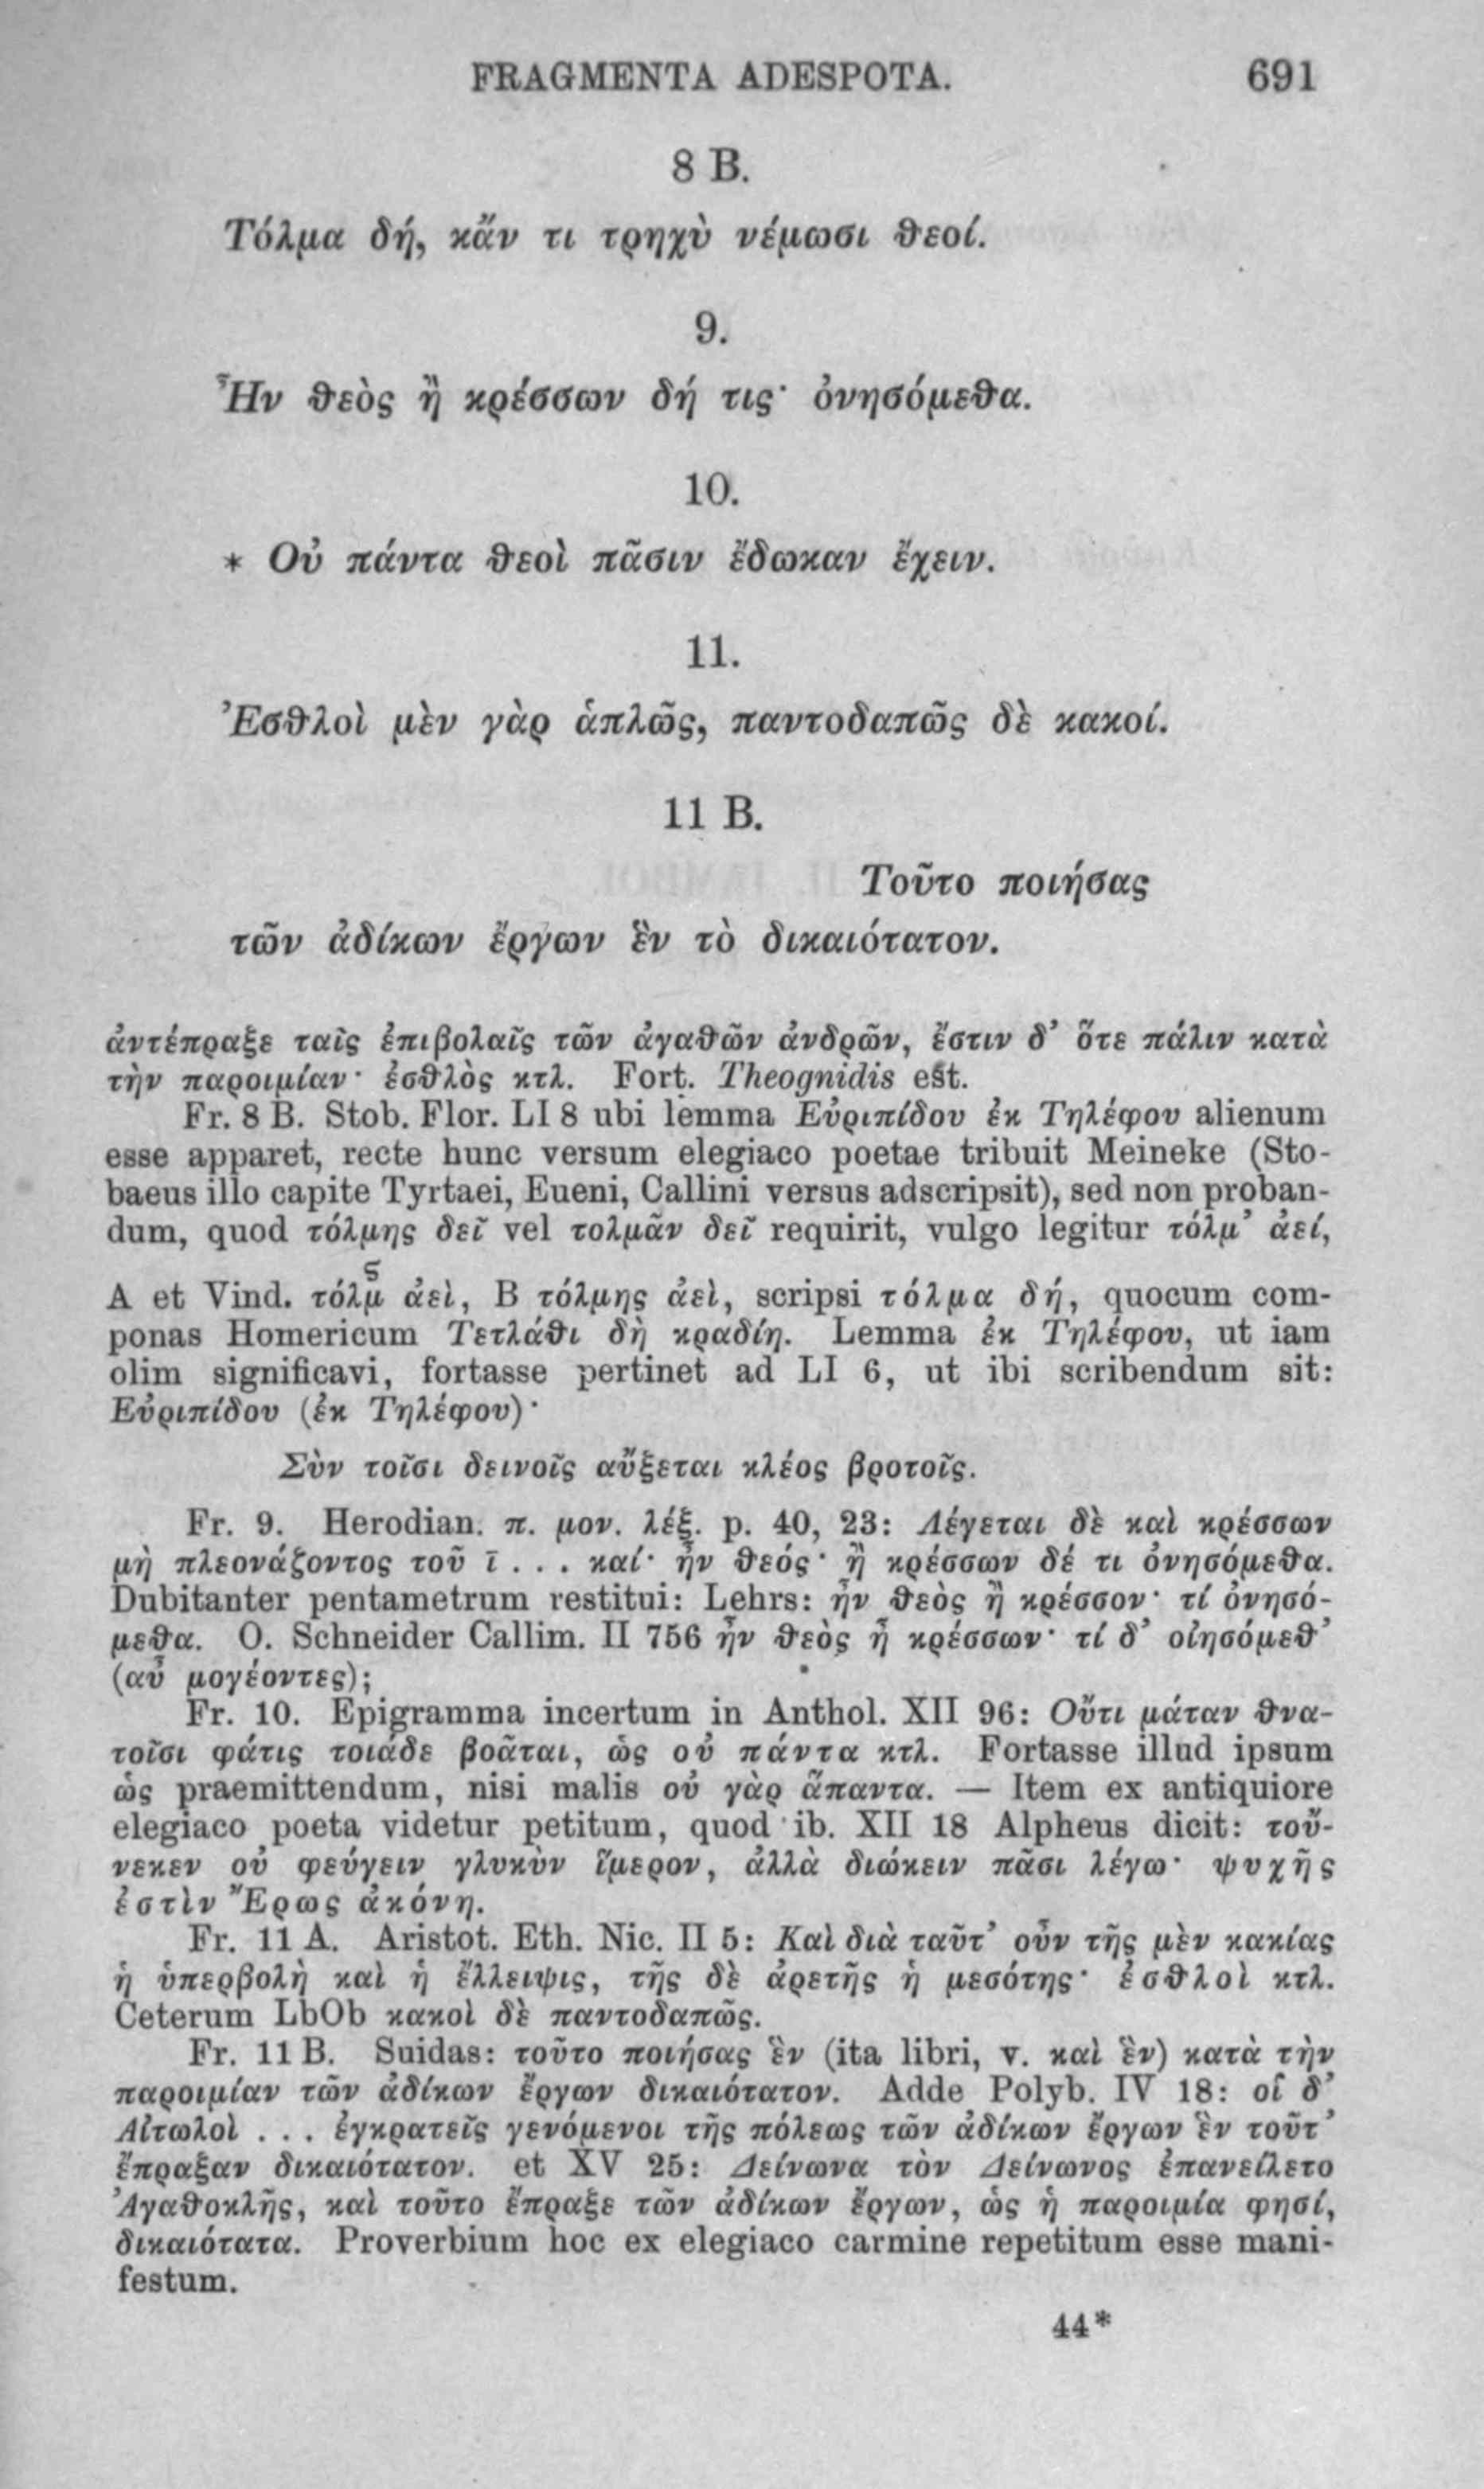 FRAGMENTA ADESPOTA. 691
8 B.
Τόλμα δή, κἄν τι τρηχὺ νέμωσι θεοί.
9.
Ἦν θεὸς ἢ κρέσσων δή τις· ὀνησόμεθα.
10.
* Οὐ πάντα θεοὶ πᾶσιν ἔδωκαν ἔχειν.
11.
Ἐσθλοὶ μὲν γὰρ ἁπλῶς, παντοδαπῶς δὲ κακοί.
11 B.
Τοῦτο ποιήσας
τῶν ἀδίκων ἔργων ἓν τὸ δικαιότατον.
ἀντέπραξε ταῖς ἐπιβολαῖς τῶν ἀγαθῶν ἀνδρῶν, ἔστιν δ’ ὅτε πάλιν κατὰ
τὴν παροιμίαν· ἐσθλὸς κτλ. Fort. Theognidis est.
Fr. 8 B. Stob. Flor. LI 8 ubi lemma Εὐριπίδου ἐκ Τηλέφου alienum
esse apparet, recte hunc versum elegiaco poetae tribuit Meineke (Sto-
baeus illo capite Tyrtaei, Eueni, Callini versus adscripsit), sed non proban-
dum, quod τόλμης δεῖ vel τολμᾶν δεῖ requirit, vulgo legitur τόλμ’ ἀεί,
A et Vind. τόλμ̄ς ἀεὶ, B τόλμης ἀεὶ, scripsi τόλμα δή, quocum com-
ponas Homericum Τετλάθι δὴ κραδίη. Lemma ἐκ Τηλέφου, ut iam
olim significavi, fortasse pertinet ad LI 6, ut ibi scribendum sit:
Εὐριπίδου (ἐκ Τηλέφου)·
Σὺν τοῖσι δεινοῖς αὔξεται κλέος βροτοῖς.
Fr. 9. Herodian. π. μον. λέξ. p. 40, 23: Λέγεται δὲ καὶ κρέσσων
μὴ πλεονάζοντος τοῦ ῑ ... καί· ἦν θεός· ἢ κρέσσων δέ τι ὀνησόμεθα.
Dubitanter pentametrum restitui: Lehrs: ἦν θεὸς ἢ κρέσσον· τί ὀνησό-
μεθα. O. Schneider Callim. II 756 ἦν θεὸς ἦ κρέσσων· τί δ’ οἰησόμεθ’
(αὖ μογέοντες);
Fr. 10. Epigramma incertum in Anthol. XII 96: Οὔτι μάταν θνα-
τοῖσι φάτις τοιάδε βοᾶται, ὡς οὐ πάντα κτλ. Fortasse illud ipsum
ὡς praemittendum, nisi malis οὐ γὰρ ἅπαντα. — Item ex antiquiore
elegiaco poeta videtur petitum, quod ib. XII 18 Alpheus dicit: τοὔ-
νεκεν οὐ φεύγειν γλυκὺν ἵμερον, ἀλλὰ διώκειν πᾶσι λέγω· ψυχῆς
ἐστὶν Ἔρως ἀκόνη.
Fr. 11 A. Aristot. Eth. Nic. II 5: Καὶ διὰ ταῦτ’ οὖν τῆς μὲν κακίας
ἡ ὑπερβολὴ καὶ ἡ ἔλλειψις, τῆς δὲ ἀρετῆς ἡ μεσότης· ἐσθλοὶ κτλ.
Ceterum LbOb κακοὶ δὲ παντοδαπῶς.
Fr. 11 B. Suidas: τοῦτο ποιήσας ἓν (ita libri, v. καὶ ἓν) κατὰ τὴν
παροιμίαν τῶν ἀδίκων ἔργων δικαιότατον. Adde Polyb. IV 18: οἱ δ’
Αἰτωλοὶ ... ἐγκρατεῖς γενόμενοι τῆς πόλεως τῶν ἀδίκων ἔργων ἓν τοῦτ’
ἔπραξαν δικαιότατον. et XV 25: Δείνωνα τὸν Δείνωνος ἐπανείλετο
Ἀγαθοκλῆς, καὶ τοῦτο ἔπραξε τῶν ἀδίκων ἔργων, ὡς ἡ παροιμία φησί,
δικαιότατα. Proverbium hoc ex elegiaco carmine repetitum esse mani-
festum.
44*